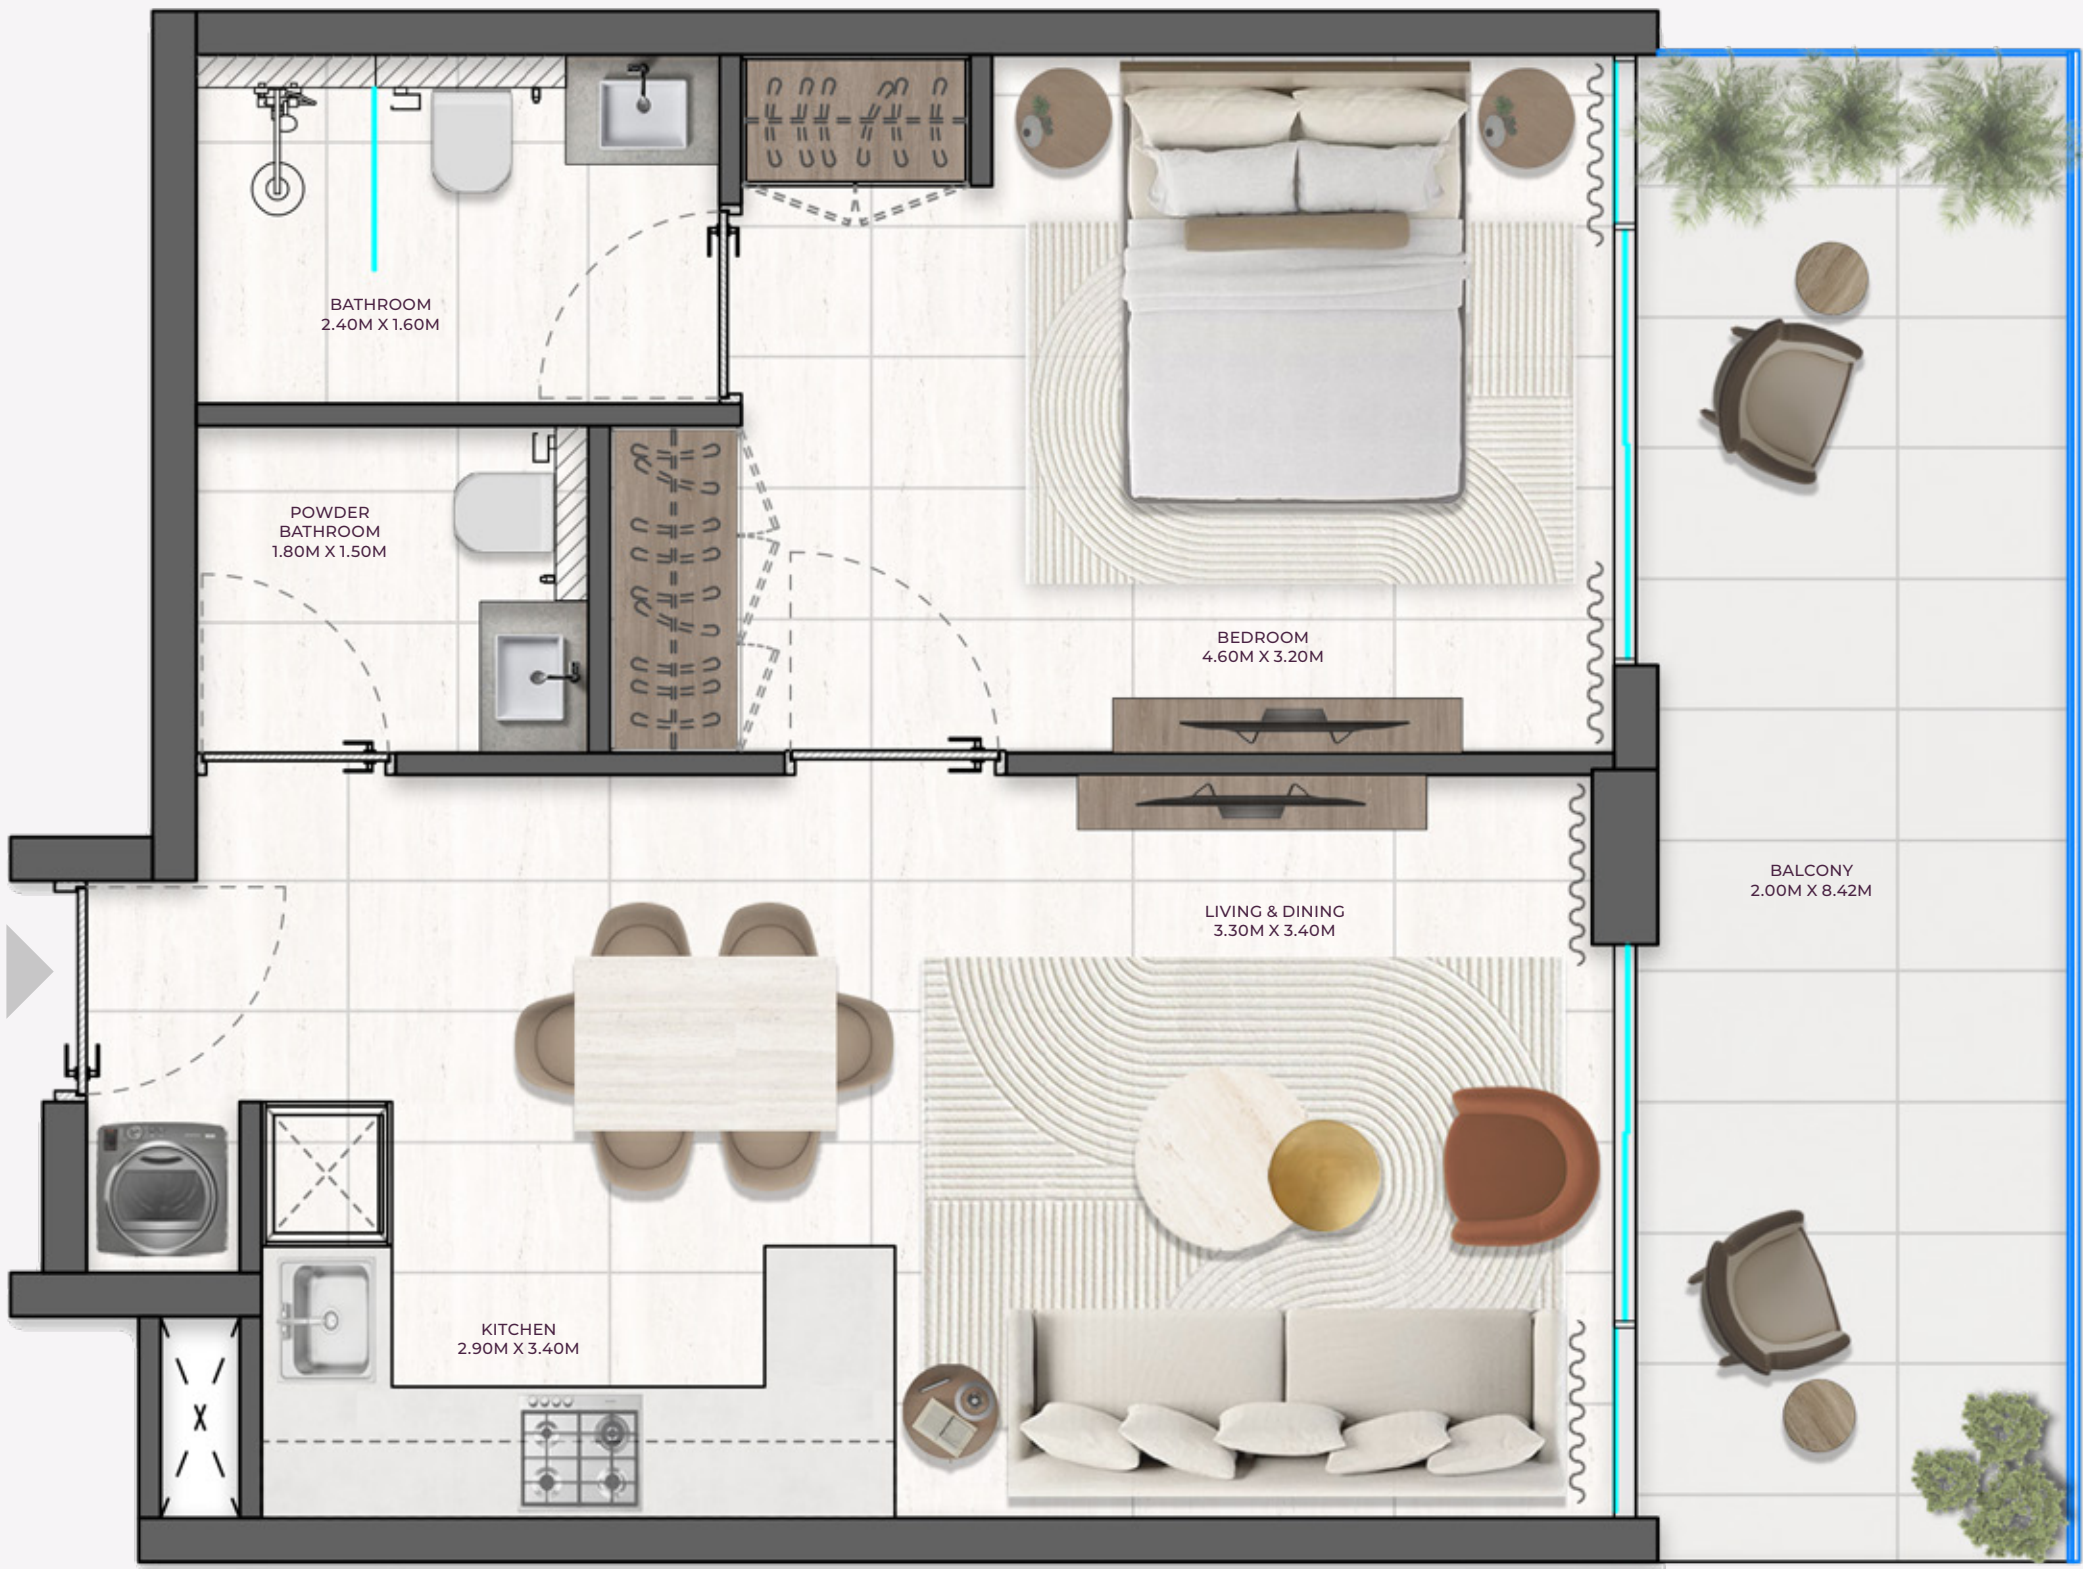 BATHROOM
2.40M X 1.60M
POWDER
BATHROOM
1.80M X 1.50M
BEDROOM
4.60M X 3.20M
BALCONY
2.00M X 8.42M
LIVING & DINING
3.30M X 3.40M
KITCHEN
2.90M X 3.40M
X